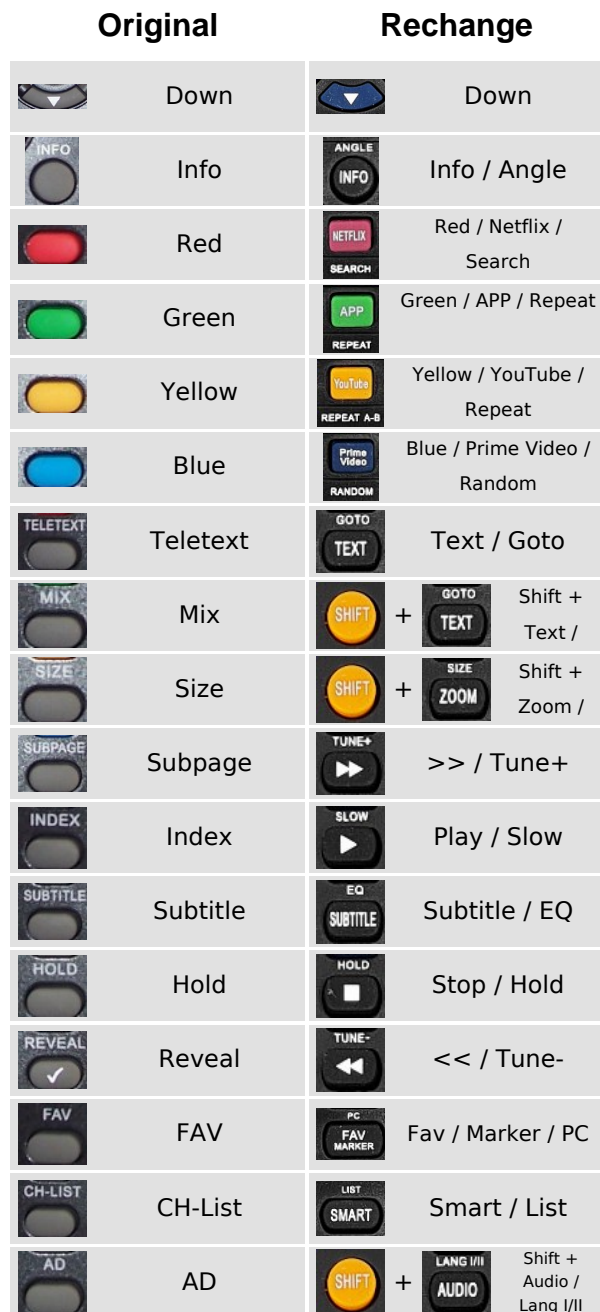 Original Rechange
Down Down
INFO Info ANGLE INFO Info / Angle
Red NETFLIX SEARCH Red / Netflix /
Search
Green APP REPEAT Green / APP / Repeat
Yellow YouTube REPEAT A-B Yellow / YouTube /
Repeat
Blue Prime Video RANDOM Blue / Prime Video /
Random
TELETEXT Teletext GOTO TEXT Text / Goto
MIX Mix SHIFT + GOTO TEXT Shift +
Text /
SIZE Size SHIFT + SIZE ZOOM Shift +
Zoom /
SUBPAGE Subpage TUNE+ >> / Tune+
INDEX Index SLOW Play / Slow
SUBTITLE Subtitle EQ SUBTITLE Subtitle / EQ
HOLD Hold HOLD Stop / Hold
REVEAL Reveal TUNE- << / Tune-
FAV FAV PC FAV MARKER Fav / Marker / PC
CH-LIST CH-List LIST SMART Smart / List
AD AD SHIFT + LANG I/II AUDIO Shift +
Audio /
Lang I/II